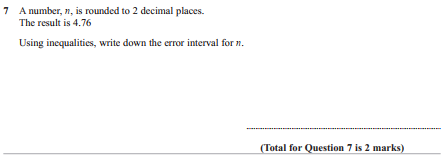 7 A number, n, is rounded to 2 decimal places.
The result is 4.76
Using inequalities, write down the error interval for n.
(Total for Question 7 is 2 marks)